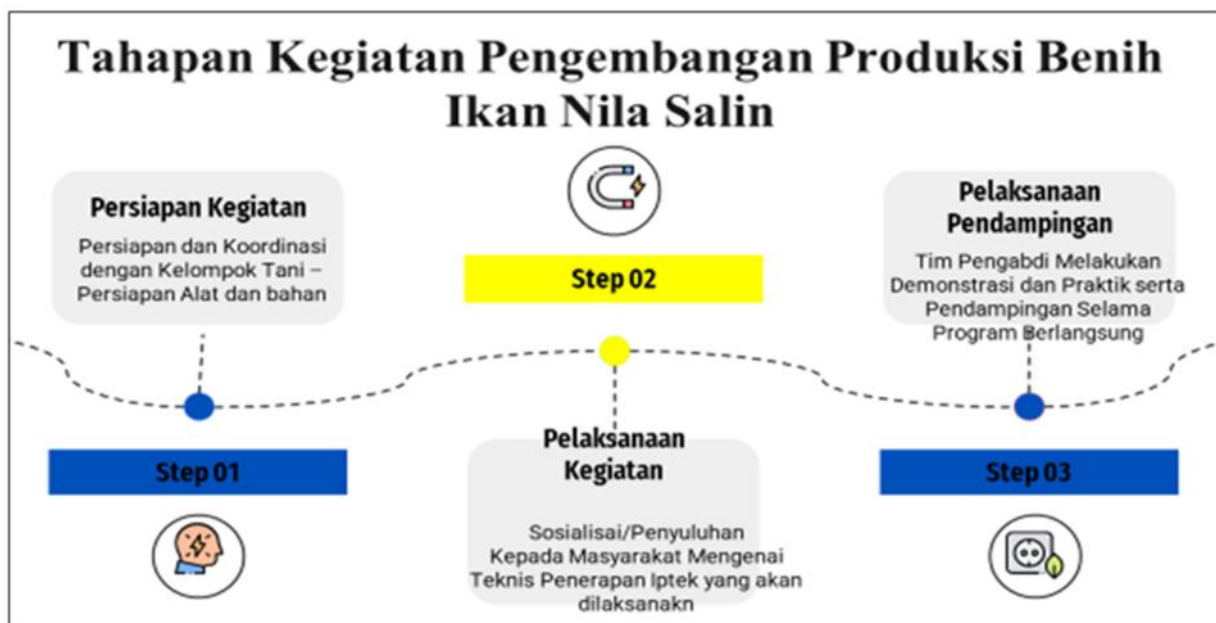 Tahapan Kegiatan Pengembangan Produksi Benih
Ikan Nila Salin
Persiapan Kegiatan
Persiapan dan Koordinasi
dengan Kelompok Tani –
Persiapan Alat dan bahan
Step 01
Step 02
Pelaksanaan
Kegiatan
Sosialisai/Penyuluhan
Kepada Masyarakat Mengenai
Teknis Penerapan Iptek yang akan
dilaksanakn
Pelaksanaan
Pendampingan
Tim Pengabdi Melakukan
Demonstrasi dan Praktik serta
Pendampingan Selama
Program Berlangsung
Step 03